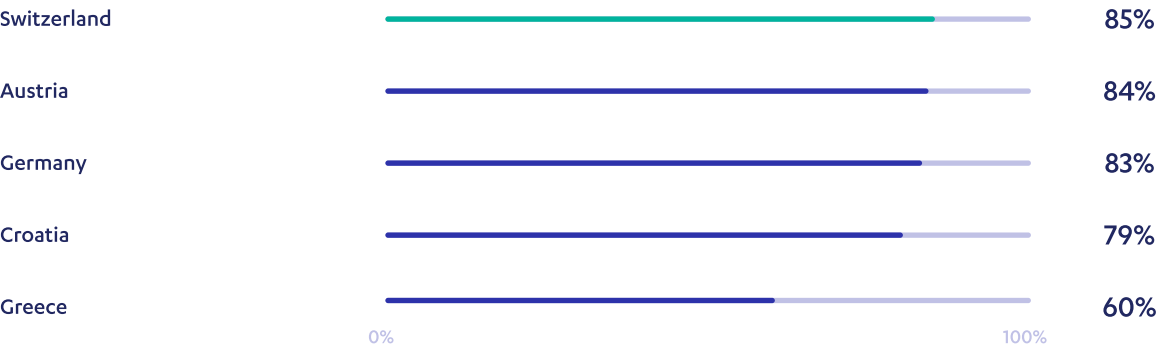 Switzerland 85%
Austria 84%
Germany 83%
Croatia 79%
Greece 60%
0% 100%